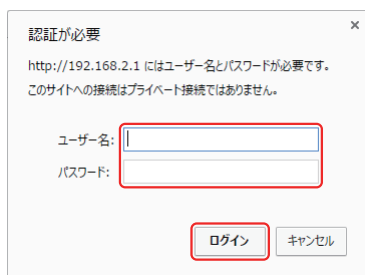 認証が必要
×
http://192.168.2.1 にはユーザー名とパスワードが必要です。
このサイトへの接続はプライベート接続ではありません。
ユーザー名:
パスワード:
ログイン
キャンセル